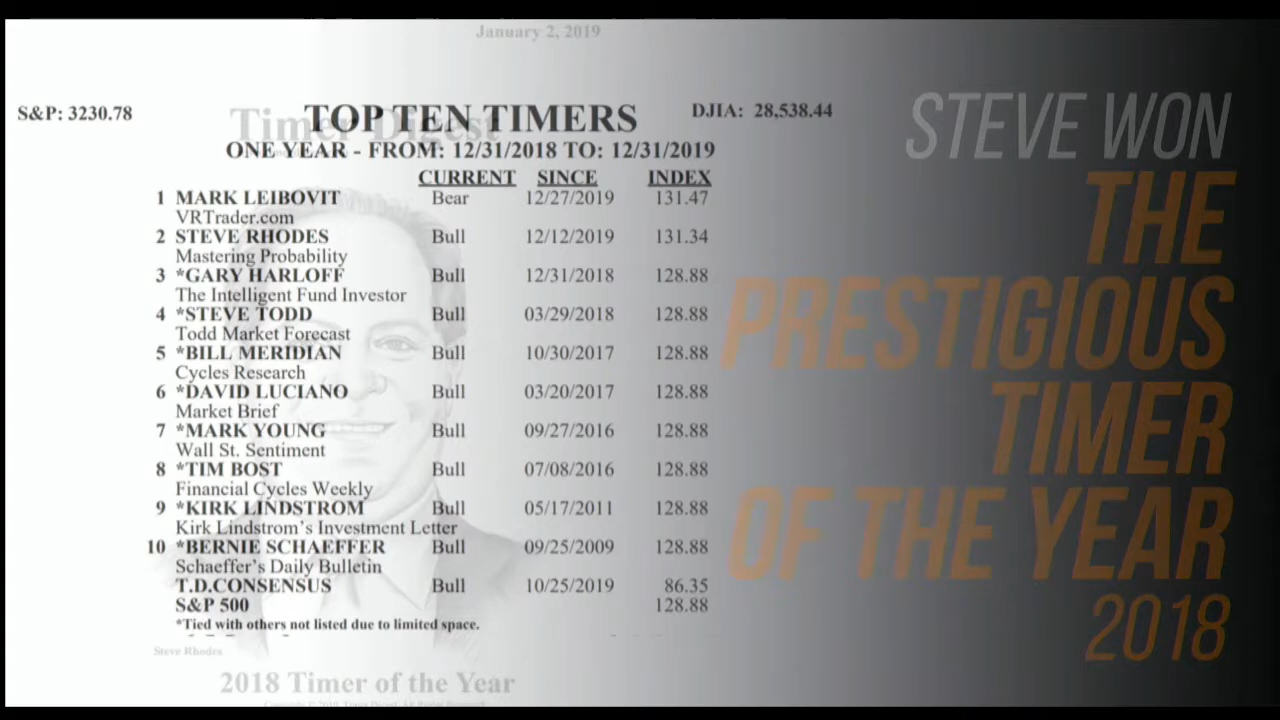 January 2, 2019
S&P: 3230.78
Timer Digest
TOP TEN TIMERS
DJIA: 28,538.44
ONE YEAR - FROM: 12/31/2018 TO: 12/31/2019
CURRENT SINCE INDEX
1 MARK LEIBOVIT Bear 12/27/2019 131.47
VRTrader.com
2 STEVE RHODES Bull 12/12/2019 131.34
Mastering Probability
3 *GARY HARLOFF Bull 12/31/2018 128.88
The Intelligent Fund Investor
4 *STEVE TODD Bull 03/29/2018 128.88
Todd Market Forecast
5 *BILL MERIDIAN Bull 10/30/2017 128.88
Cycles Research
6 *DAVID LUCIANO Bull 03/20/2017 128.88
Market Brief
7 *MARK YOUNG Bull 09/27/2016 128.88
Wall St. Sentiment
8 *TIM BOST Bull 07/08/2016 128.88
Financial Cycles Weekly
9 *KIRK LINDSTROM Bull 05/17/2011 128.88
Kirk Lindstrom's Investment Letter
10 *BERNIE SCHAEFFER Bull 09/25/2009 128.88
Schaeffer's Daily Bulletin
T.D.CONSENSUS Bull 10/25/2019 86.35
S&P 500 128.88
*Tied with others not listed due to limited space.
Steve Rhodes
2018 Timer of the Year
STEVE WON
THE
PRESTIGIOUS
TIMER
OF THE YEAR
2018